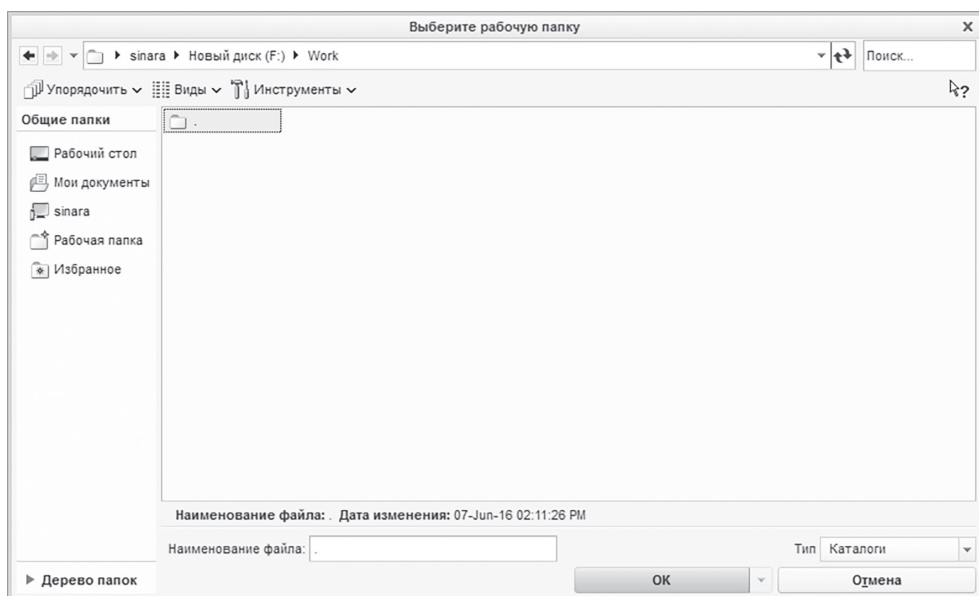 Выберите рабочую папку
sinara Новый диск (F:) Work Поиск...
Упорядочить Виды Инструменты
Общие папки
.
Рабочий стол
Мои документы
sinara
Рабочая папка
Избранное
Наименование файла: . Дата изменения: 07-Jun-16 02:11:26 PM
Наименование файла: . Тип Каталоги
Дерево папок ОК Отмена